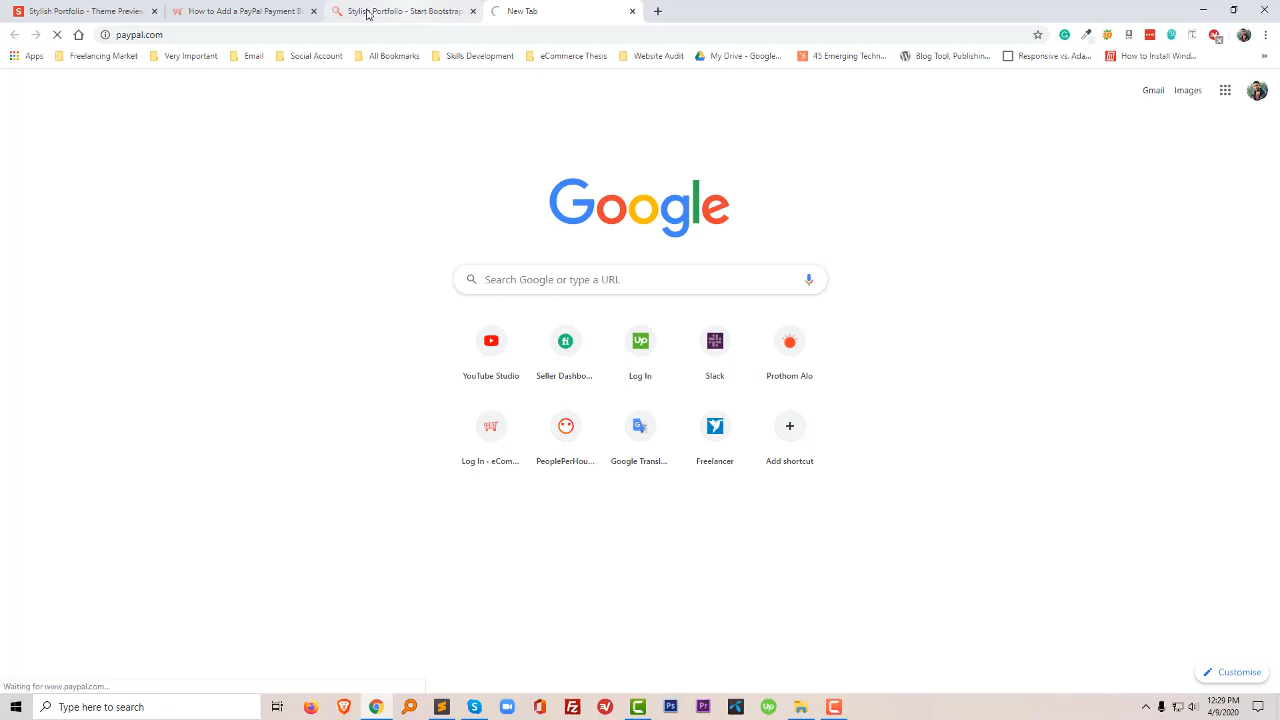 Stylish Portfolio - Theme Preview
How to Add a PayPal Payment Bu
Stylish Portfolio - Start Bootstrap
New Tab
paypal.com
Apps
Freelancing Market
Very Important
Email
Social Account
All Bookmarks
Skills Development
eCommerce Thesis
Website Audit
My Drive - Google...
45 Emerging Techn...
Blog Tool, Publishin...
Responsive vs. Ada...
How to Install Wind...
»
Gmail
Images
Google
Search Google or type a URL
YouTube Studio
Seller Dashbo...
Log In
Slack
Prothom Alo
Log In - eCom...
PeoplePerHou...
Google Transl...
Freelancer
Add shortcut
Customise
Waiting for www.paypal.com...
Type here to search
12:29 PM
4/9/2020